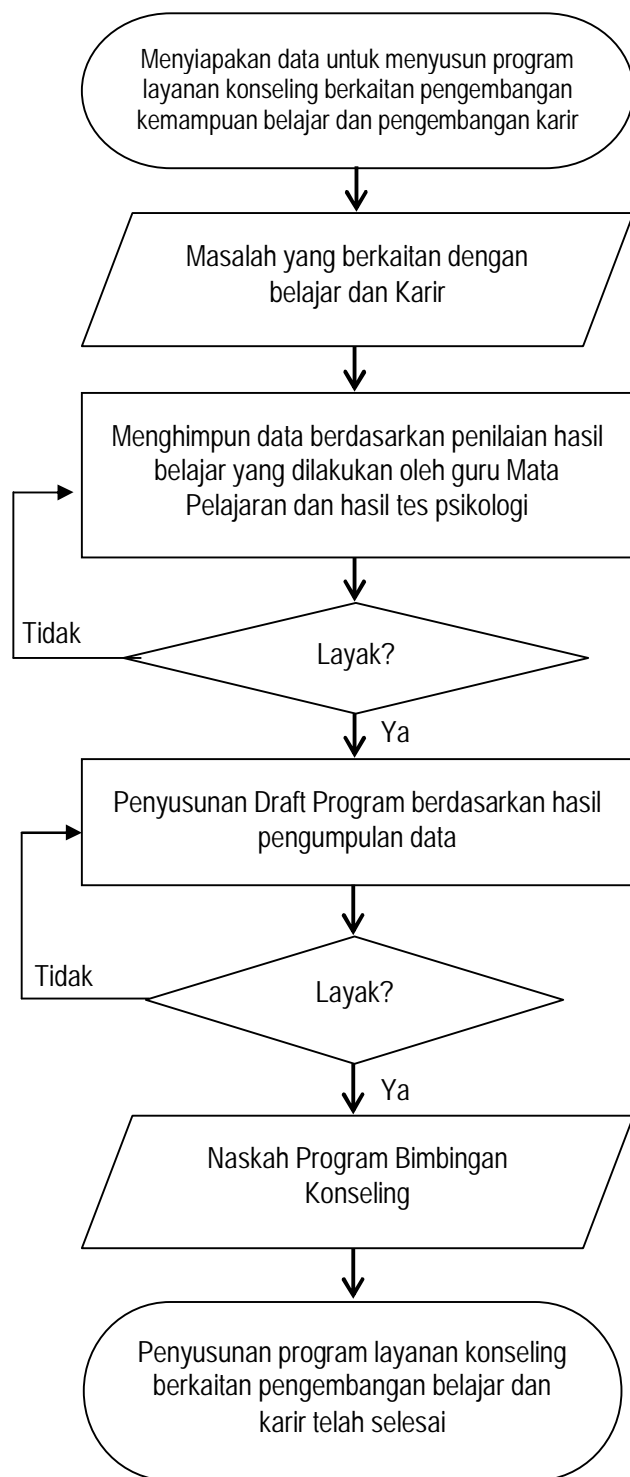 Menyiapakan data untuk menyusun program
layanan konseling berkaitan pengembangan
kemampuan belajar dan pengembangan karir
Masalah yang berkaitan dengan
belajar dan Karir
Menghimpun data berdasarkan penilaian hasil
belajar yang dilakukan oleh guru Mata
Pelajaran dan hasil tes psikologi
Tidak
Layak?
Ya
Penyusunan Draft Program berdasarkan hasil
pengumpulan data
Tidak
Layak?
Ya
Naskah Program Bimbingan
Konseling
Penyusunan program layanan konseling
berkaitan pengembangan belajar dan
karir telah selesai